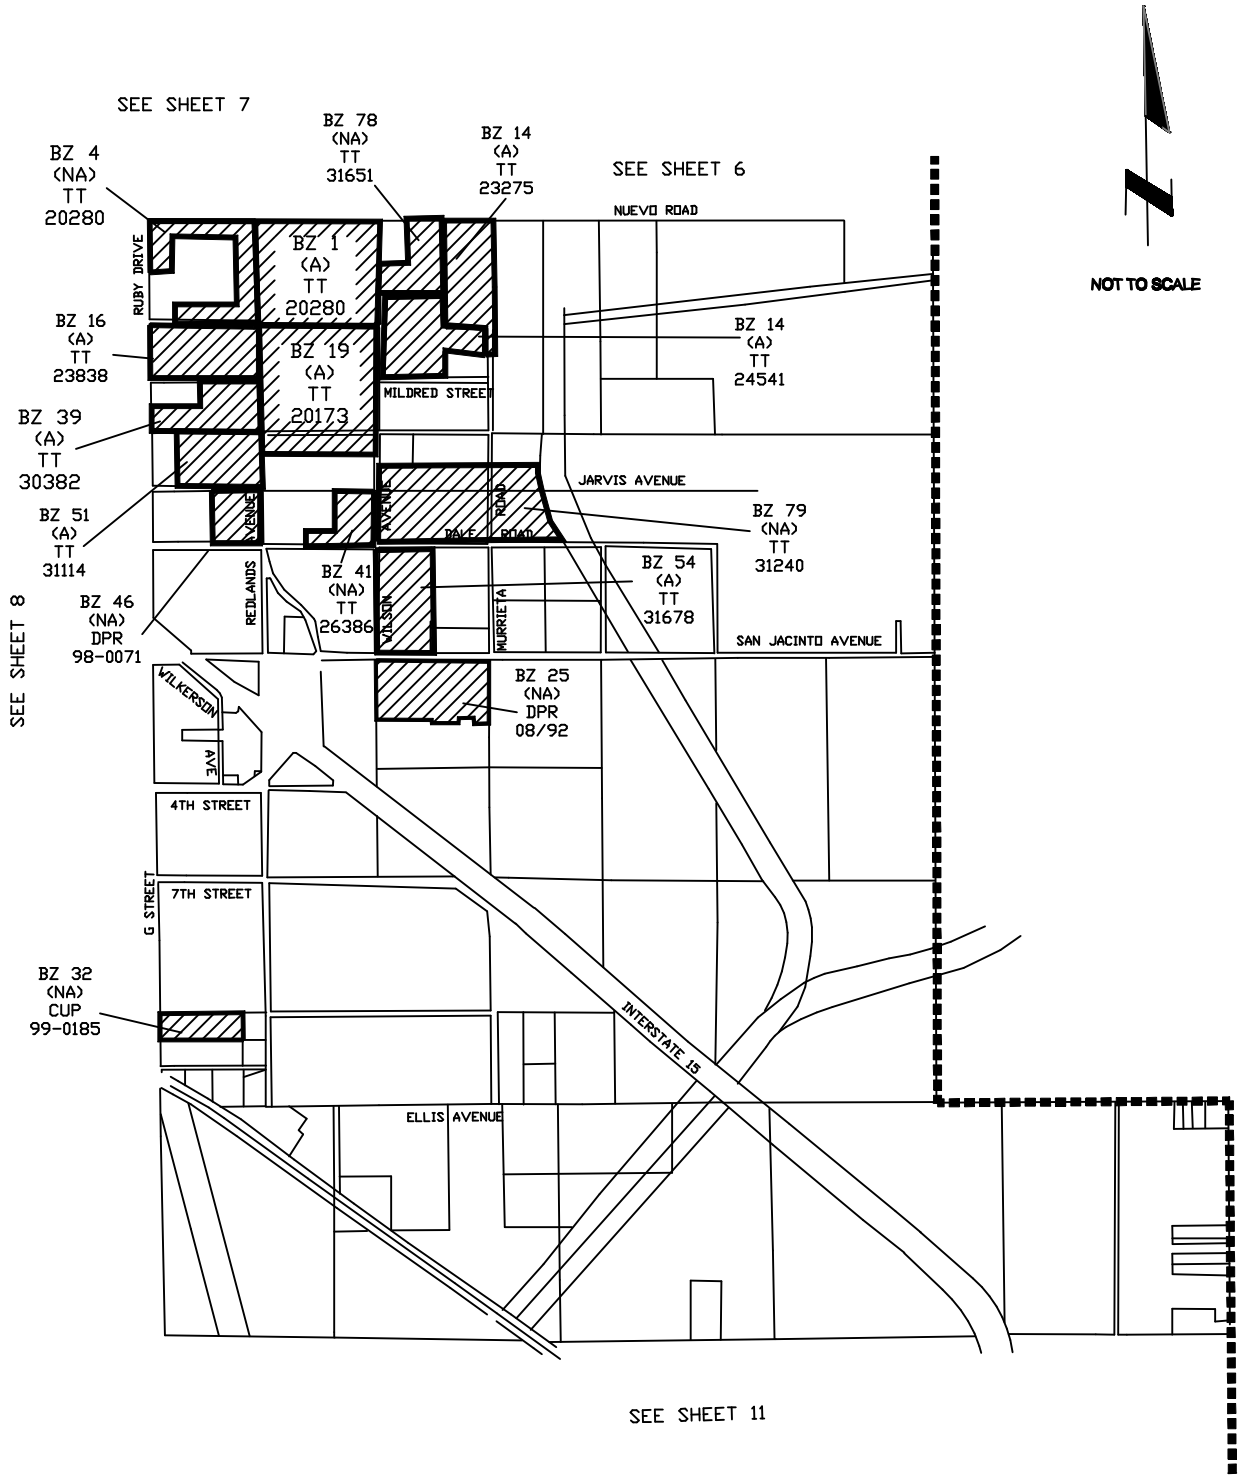 SEE SHEET 7
BZ 78
(NA)
TT
31651
BZ 14
(A)
TT
23275
BZ 4
(NA)
TT
20280
SEE SHEET 6
NUEVO ROAD
RUBY DRIVE
BZ 1
(A)
TT
20280
NOT TO SCALE
BZ 16
(A)
TT
23838
BZ 19
(A)
TT
20173
BZ 14
(A)
TT
24541
MILDRED STREET
BZ 39
(A)
TT
30382
JARVIS AVENUE
AVENUE
AVENUE
ROAD
DALE ROAD
BZ 51
(A)
TT
31114
BZ 79
(NA)
TT
31240
BZ 41
(NA)
TT
26386
BZ 54
(A)
TT
31678
REDLANDS
WILSON
MURRIETA
BZ 46
(NA)
DPR
98-0071
SEE SHEET 8
SAN JACINTO AVENUE
WILKERSON
AVE
BZ 25
(NA)
DPR
08/92
4TH STREET
7TH STREET
G STREET
BZ 32
(NA)
CUP
99-0185
INTERSTATE 15
ELLIS AVENUE
SEE SHEET 11